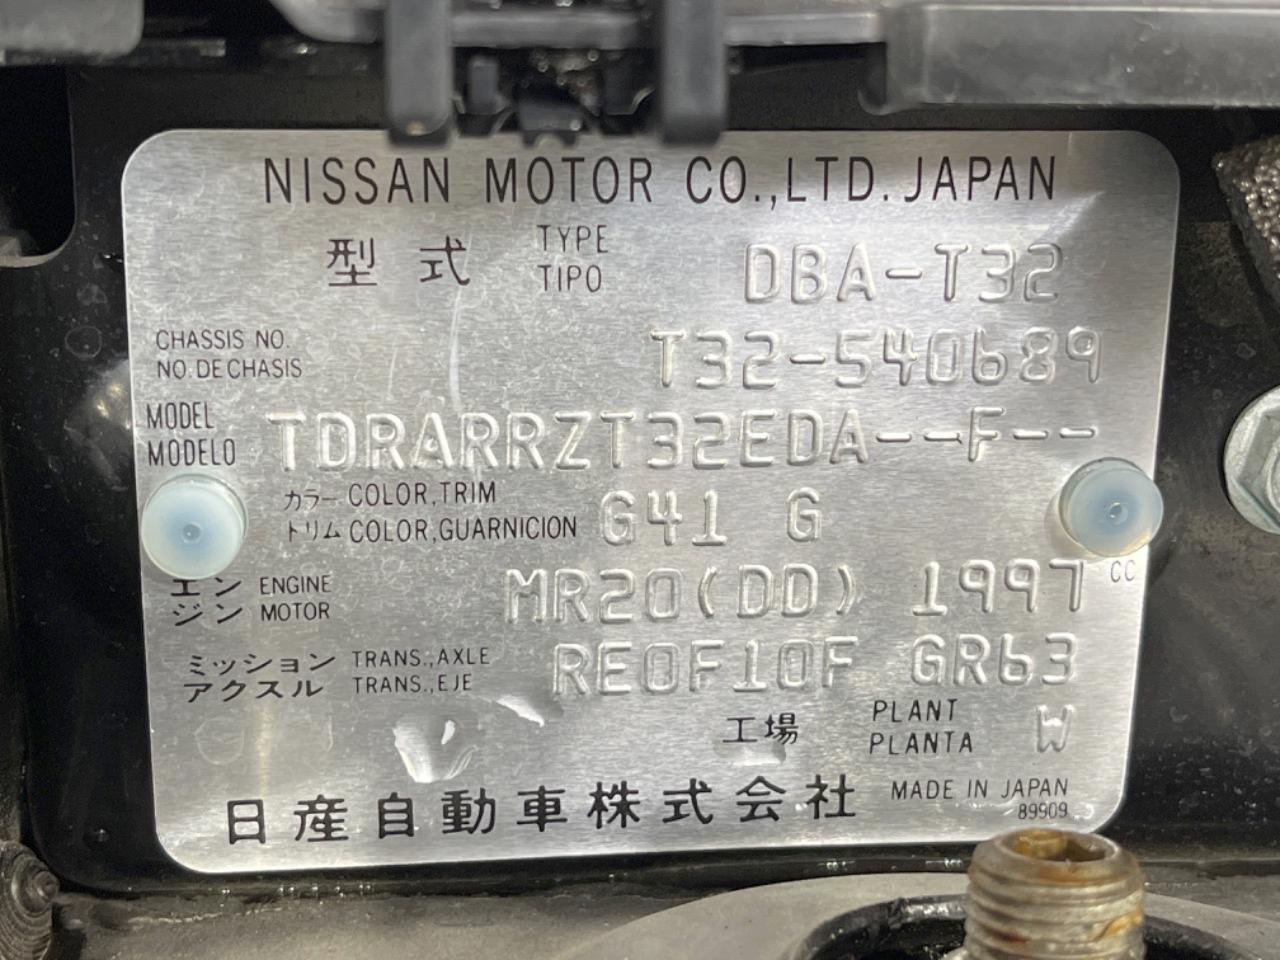 NISSAN MOTOR CO.,LTD. JAPAN
型式 TYPE DBA-T32
TIPO
CHASSIS NO. T32-540689
NO. DE CHASIS
MODEL TDRARRZT32EDA--F--
MODELO
カラー COLOR,TRIM G41 G
トリム COLOR,GUARNICION
エン ENGINE MR20(DD) 1997 CC
ジン MOTOR
ミッション TRANS.,AXLE RE0F10F GR63
アクスル TRANS.,EJE
工場 PLANT W
PLANTA
日産自動車株式会社 MADE IN JAPAN
89909